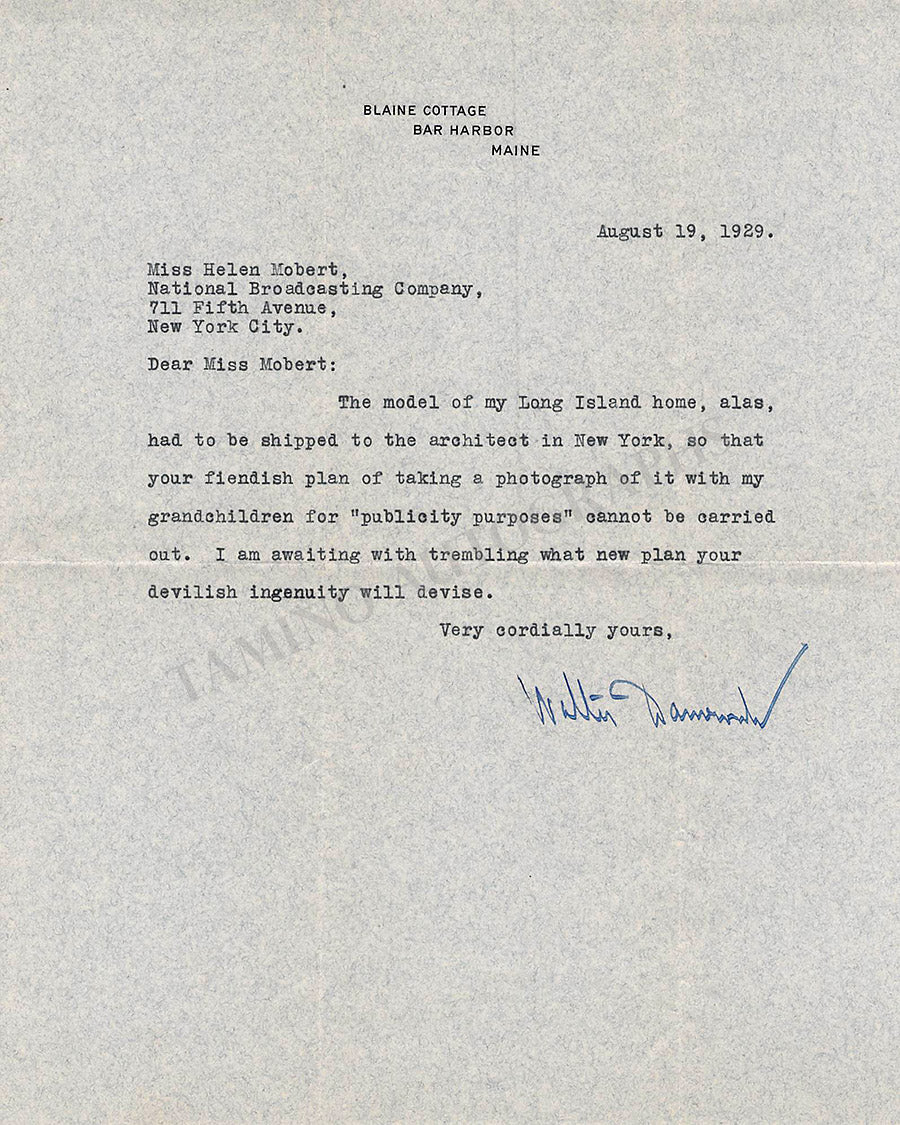 BLAINE COTTAGE
BAR HARBOR
MAINE
August 19, 1929.
Miss Helen Mobert,
National Broadcasting Company,
711 Fifth Avenue,
New York City.
Dear Miss Mobert:
The model of my Long Island home, alas,
had to be shipped to the architect in New York, so that
your fiendish plan of taking a photograph of it with my
grandchildren for "publicity purposes" cannot be carried
out. I am awaiting with trembling what new plan your
devilish ingenuity will devise.
Very cordially yours,
Walter Damrosch
TAMINO AUTOGRAPHS